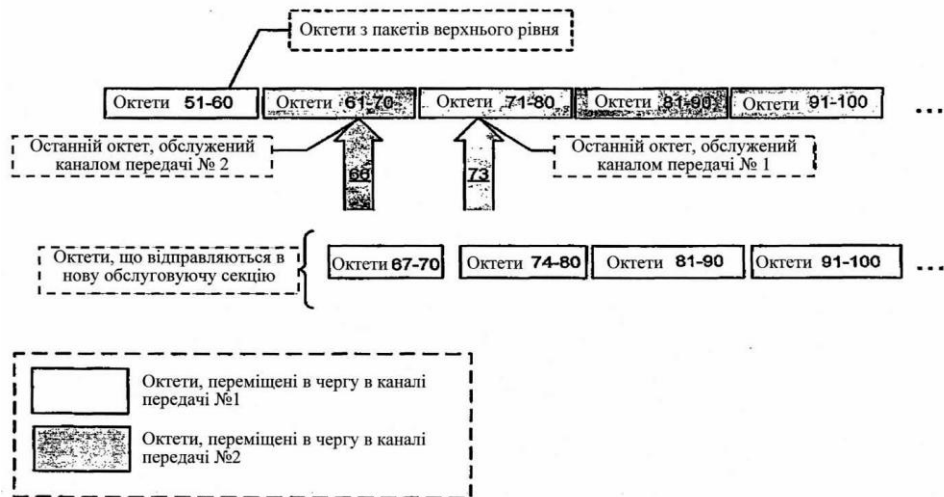 Октети з пакетів верхнього рівня
Октети 51-60
Октети 61-70
Октети 71-80
Октети 81-90
Октети 91-100
...
Останній октет, обслужений
каналом передачі № 2
66
73
Останній октет, обслужений
каналом передачі № 1
Октети, що відправляються в
нову обслуговуючу секцію
Октети 67-70
Октети 74-80
Октети 81-90
Октети 91-100
...
Октети, переміщені в чергу в каналі
передачі №1
Октети, переміщені в чергу в каналі
передачі №2